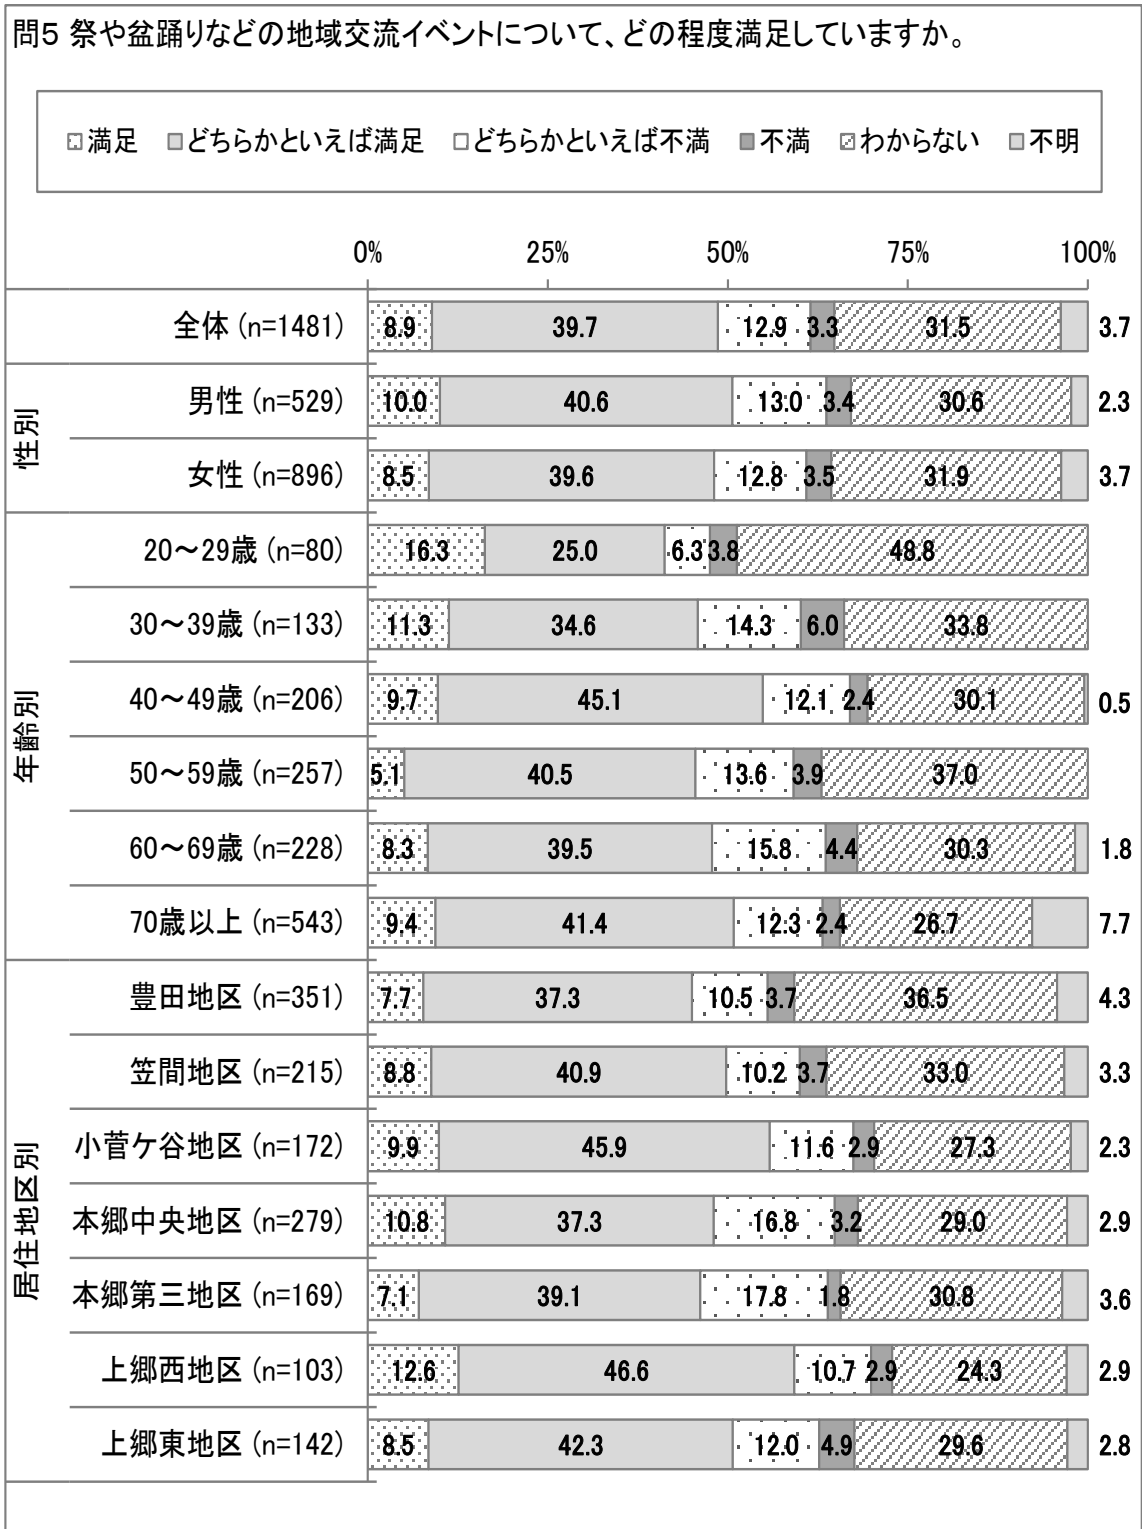 問5 祭や盆踊りなどの地域交流イベントについて、どの程度満足していますか。
満足 どちらかといえば満足 どちらかといえば不満 不満 わからない 不明
0% 25% 50% 75% 100%
全体 (n=1481) 8.9 39.7 12.9 3.3 31.5 3.7
性別
男性 (n=529) 10.0 40.6 13.0 3.4 30.6 2.3
女性 (n=896) 8.5 39.6 12.8 3.5 31.9 3.7
年齢別
20～29歳 (n=80) 16.3 25.0 6.3 3.8 48.8
30～39歳 (n=133) 11.3 34.6 14.3 6.0 33.8
40～49歳 (n=206) 9.7 45.1 12.1 2.4 30.1 0.5
50～59歳 (n=257) 5.1 40.5 13.6 3.9 37.0
60～69歳 (n=228) 8.3 39.5 15.8 4.4 30.3 1.8
70歳以上 (n=543) 9.4 41.4 12.3 2.4 26.7 7.7
居住地区別
豊田地区 (n=351) 7.7 37.3 10.5 3.7 36.5 4.3
笠間地区 (n=215) 8.8 40.9 10.2 3.7 33.0 3.3
小菅ケ谷地区 (n=172) 9.9 45.9 11.6 2.9 27.3 2.3
本郷中央地区 (n=279) 10.8 37.3 16.8 3.2 29.0 2.9
本郷第三地区 (n=169) 7.1 39.1 17.8 1.8 30.8 3.6
上郷西地区 (n=103) 12.6 46.6 10.7 2.9 24.3 2.9
上郷東地区 (n=142) 8.5 42.3 12.0 4.9 29.6 2.8